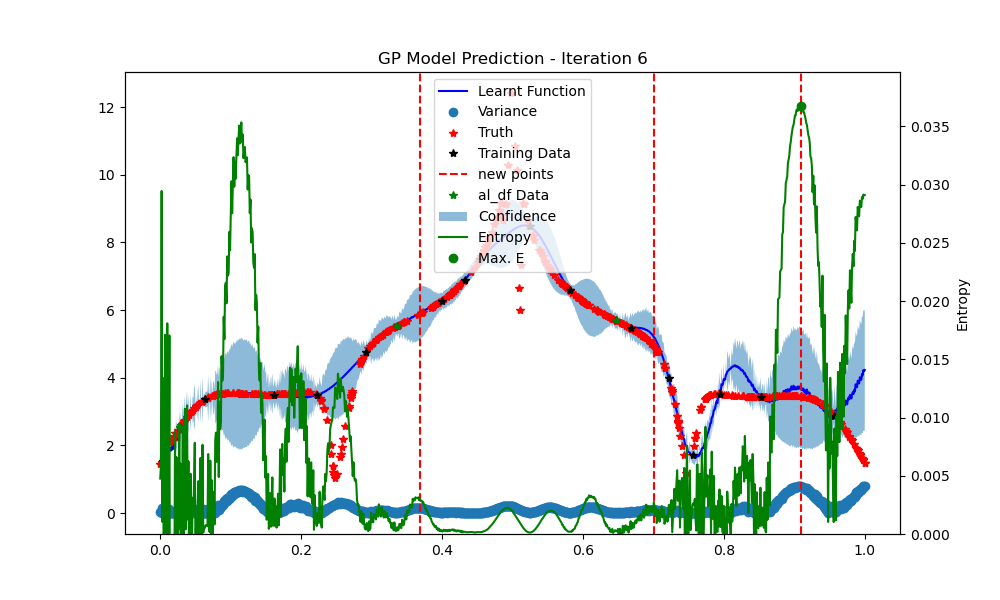 GP Model Prediction - Iteration 6
Learnt Function
Variance
Truth
Training Data
new points
al_df Data
Confidence
Entropy
Max. E
12
10
8
6
4
2
0
0.0
0.2
0.4
0.6
0.8
1.0
0.035
0.030
0.025
0.020
0.015
0.010
0.005
0.000
Entropy